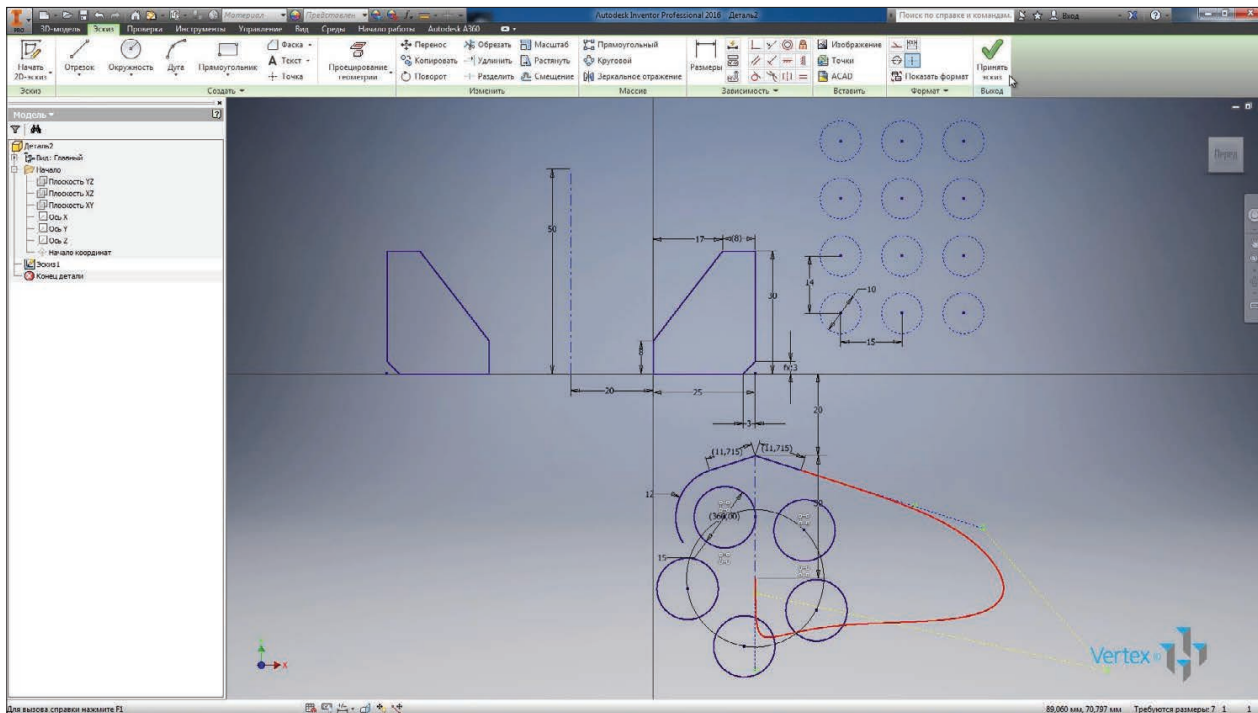 PRO
Материал
Представлен
Autodesk Inventor Professional 2016 Деталь2
Поиск по справке и командам.
Вход
3D-модель Эскиз Проверка Инструменты Управление Вид Среды Начало работы Autodesk A360
Начать
2D-эскиз
Отрезок
Окружность
Дуга
Прямоугольник
Фаска
Текст
Точка
Проецирование
геометрии
Перенос
Копировать
Поворот
Обрезать
Удлинить
Разделить
Масштаб
Растянуть
Смещение
Прямоугольный
Круговой
Зеркальное отражение
Размеры
Изображение
Точки
ACAD
Показать формат
Принять
эскиз
Эскиз
Создать
Изменить
Массив
Зависимость
Вставить
Формат
Выход
Модель
Деталь2
Вид: Главный
Начало
Плоскость YZ
Плоскость XZ
Плоскость XY
Ось X
Ось Y
Ось Z
Начало координат
Эскиз1
Конец детали
Перед
50
17
(8)
30
8
fx:3
20
25
3
14
10
15
20
(11,715)
(11,715)
12
(360,00)
15
X
Vertex
Для вызова справки нажмите F1
89,060 мм, 70,797 мм Требуются размеры: 7 1 1